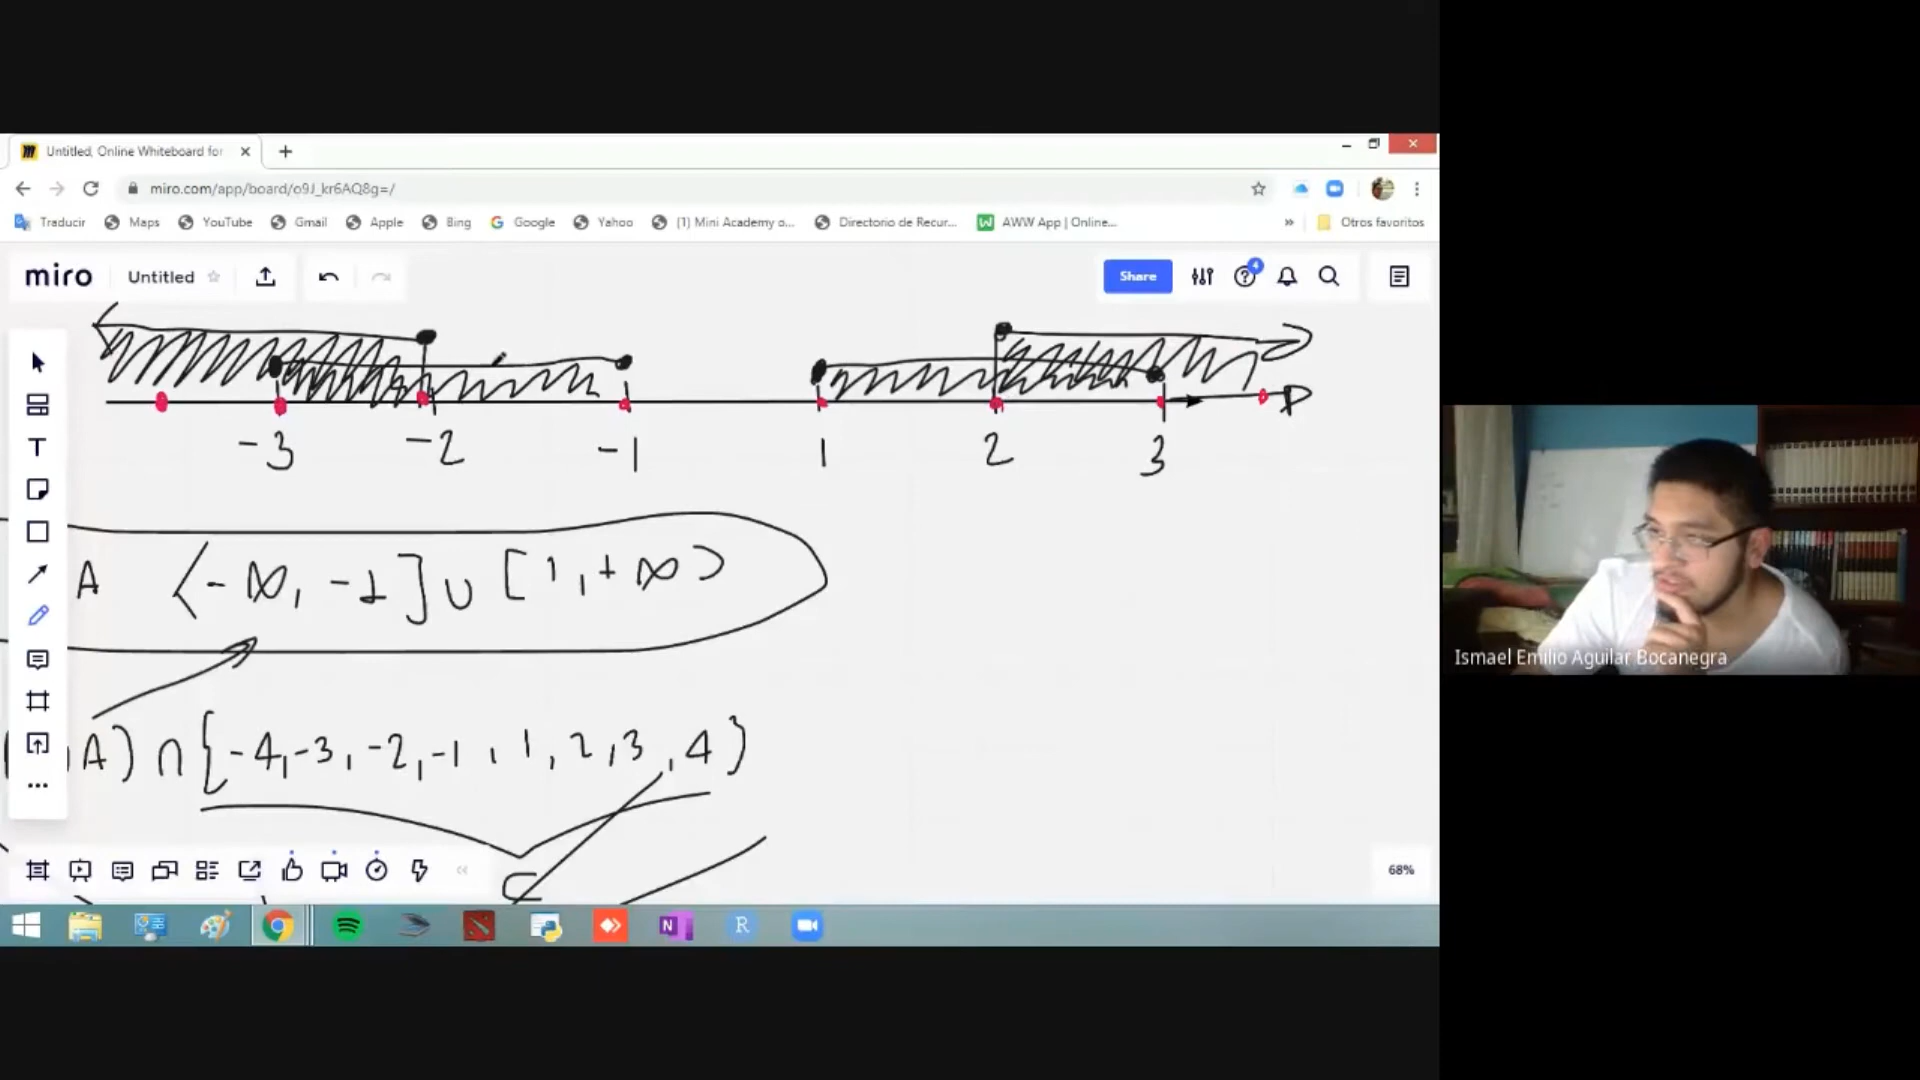 Untitled, Online Whiteboard for
miro.com/app/board/o9J_kr6AQ8g=/
Traducir Maps YouTube Gmail Apple Bing Google Yahoo (1) Mini Academy o... Directorio de Recur... AWW App | Online... » Otros favoritos
miro Untitled Share 4
-3 -2 -1 1 2 3
A ⟨-∞, -1] ∪ [1, +∞⟩
A) ∩ {-4, -3, -2, -1, 1, 2, 3, 4}
Ismael Emilio Aguilar Bocanegra
68%
N R